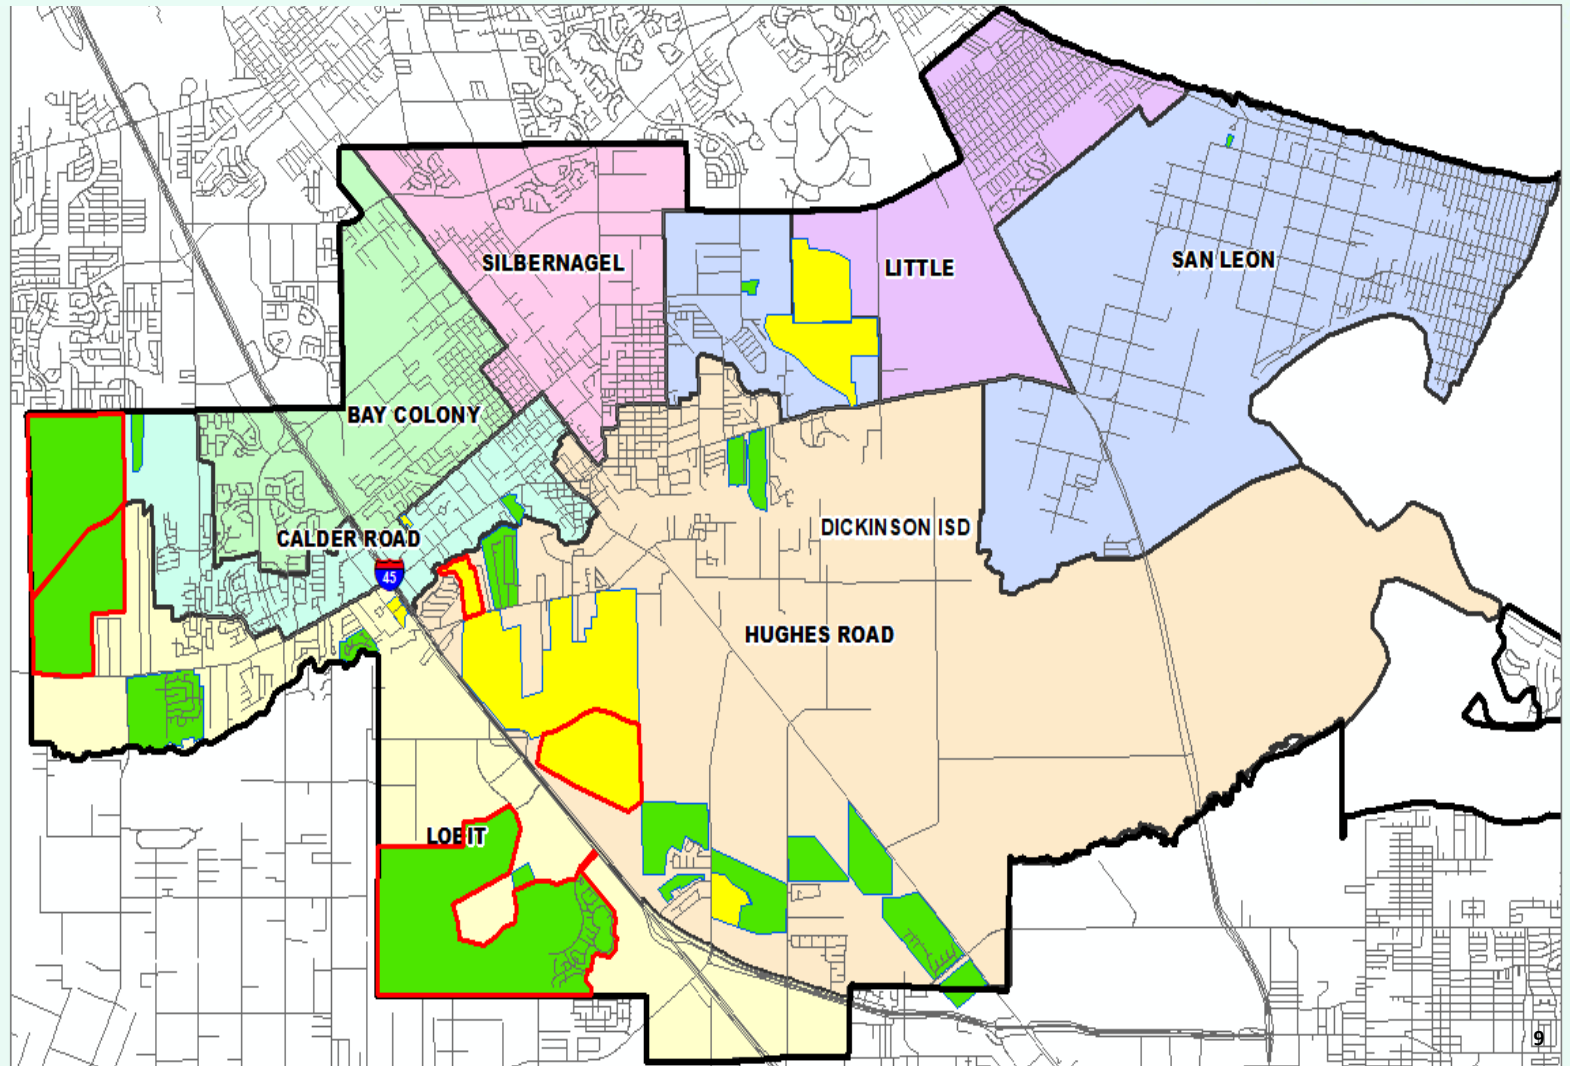 SILBERNAGEL
LITTLE
SAN LEON
BAY COLONY
CALDER ROAD
DICKINSON ISD
45
HUGHES ROAD
LOBIT
9